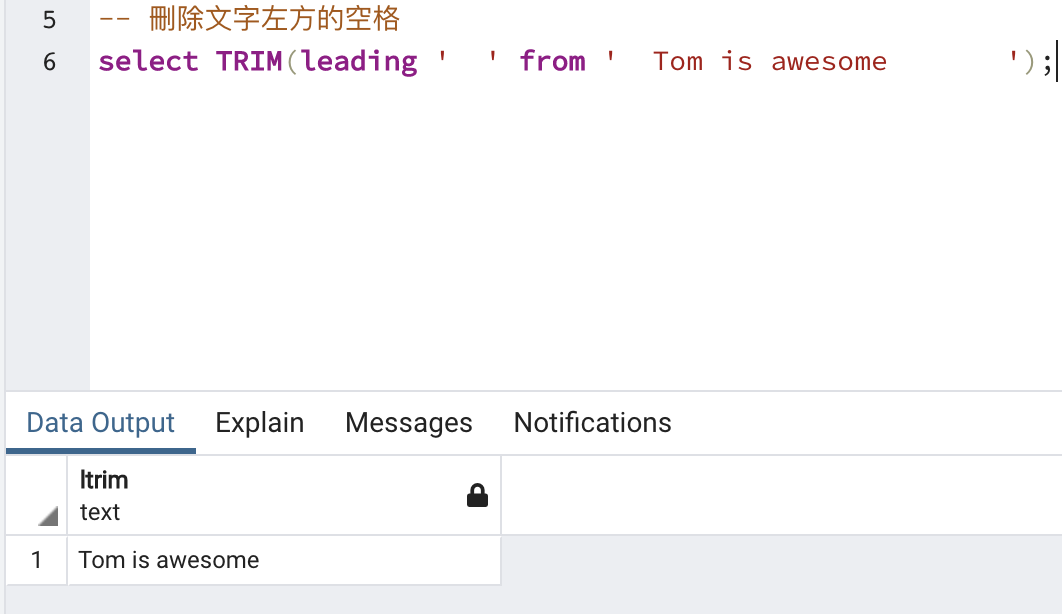 5 -- 刪除文字左方的空格
6 select TRIM(leading '  ' from '  Tom is awesome       ');
Data Output Explain Messages Notifications
ltrim
text
1 Tom is awesome